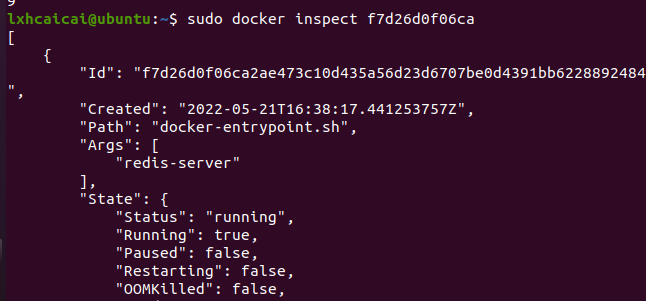 9
lxhcaicai@ubuntu:~$ sudo docker inspect f7d26d0f06ca
[
    {
        "Id": "f7d26d0f06ca2ae473c10d435a56d23d6707be0d4391bb6228892484
",
        "Created": "2022-05-21T16:38:17.441253757Z",
        "Path": "docker-entrypoint.sh",
        "Args": [
            "redis-server"
        ],
        "State": {
            "Status": "running",
            "Running": true,
            "Paused": false,
            "Restarting": false,
            "OOMKilled": false,